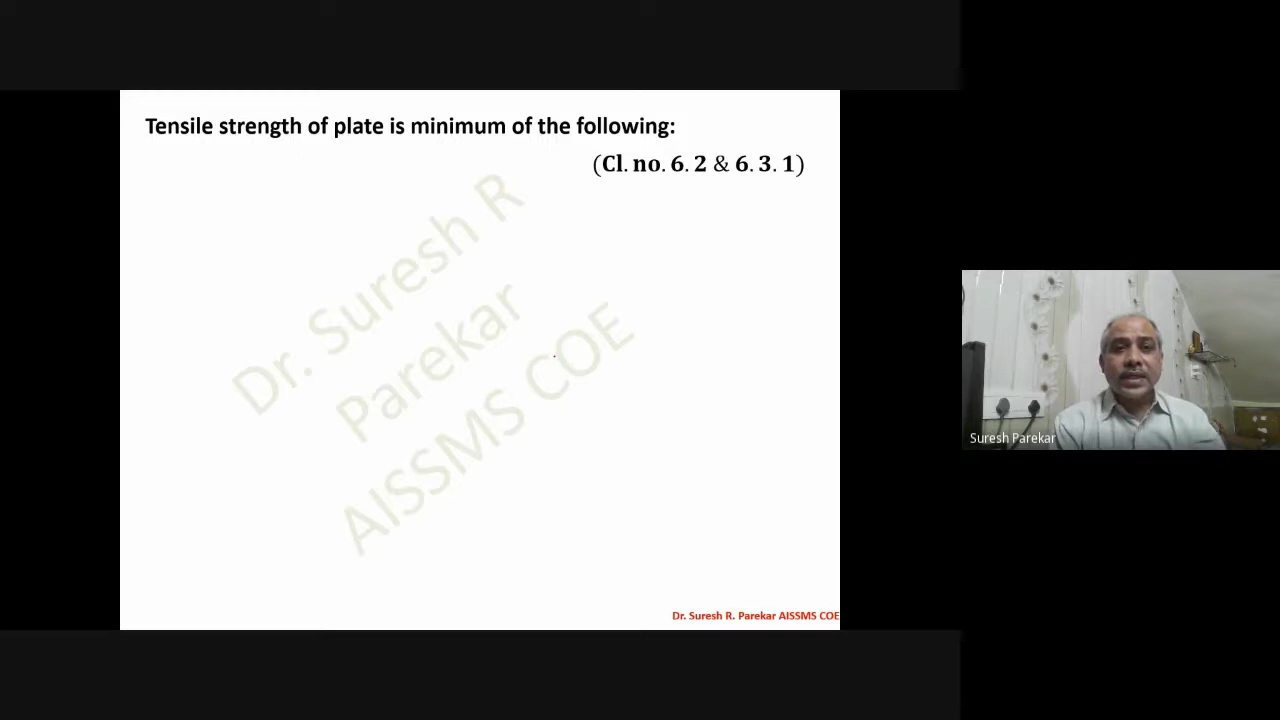 Tensile strength of plate is minimum of the following:
(Cl. no. 6. 2 & 6. 3. 1)
Dr. Suresh R
Parekar
AISSMS COE
Suresh Parekar
Dr. Suresh R. Parekar AISSMS COE